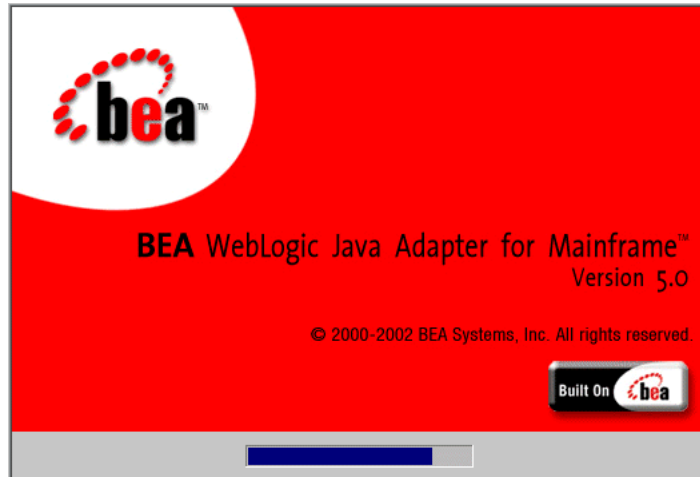 bea™
BEA WebLogic Java Adapter for Mainframe™
Version 5.0
© 2000-2002 BEA Systems, Inc. All rights reserved.
Built On bea